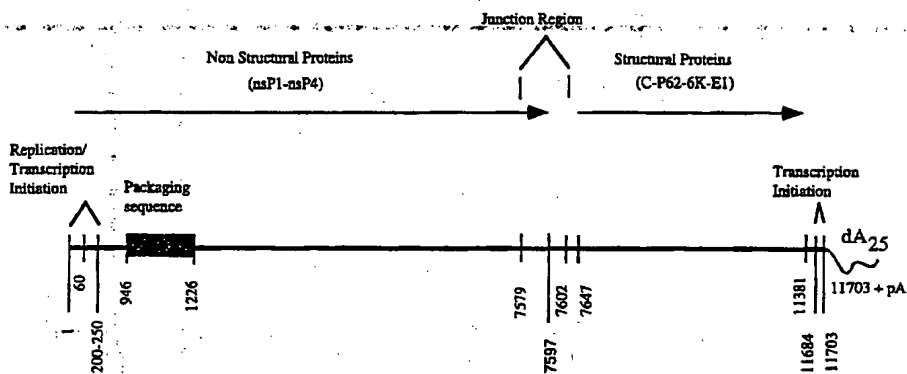 Junction Region
Non Structural Proteins
(nsP1-nsP4)
Structural Proteins
(C-P62-6K-E1)
Replication/
Transcription
Initiation
Packaging
sequence
Transcription
Initiation
dA25
1
60
200-250
946
1226
7579
7597
7602
7647
11381
11684
11703
11703 + pA